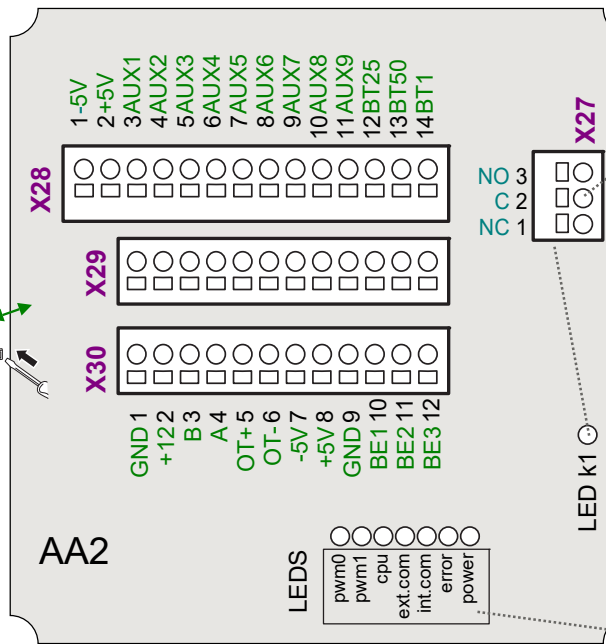 1-5V
2+5V
3AUX1
4AUX2
5AUX3
6AUX4
7AUX5
8AUX6
9AUX7
10AUX8
11AUX9
12BT25
13BT50
14BT1
X28
X27
NO 3
C 2
NC 1
X29
X30
GND 1
+12 2
B 3
A 4
OT+ 5
OT- 6
-5V 7
+5V 8
GND 9
BE1 10
BE2 11
BE3 12
LED k1
AA2
LEDS
pwm0
pwm1
cpu
ext.com
int.com
error
power